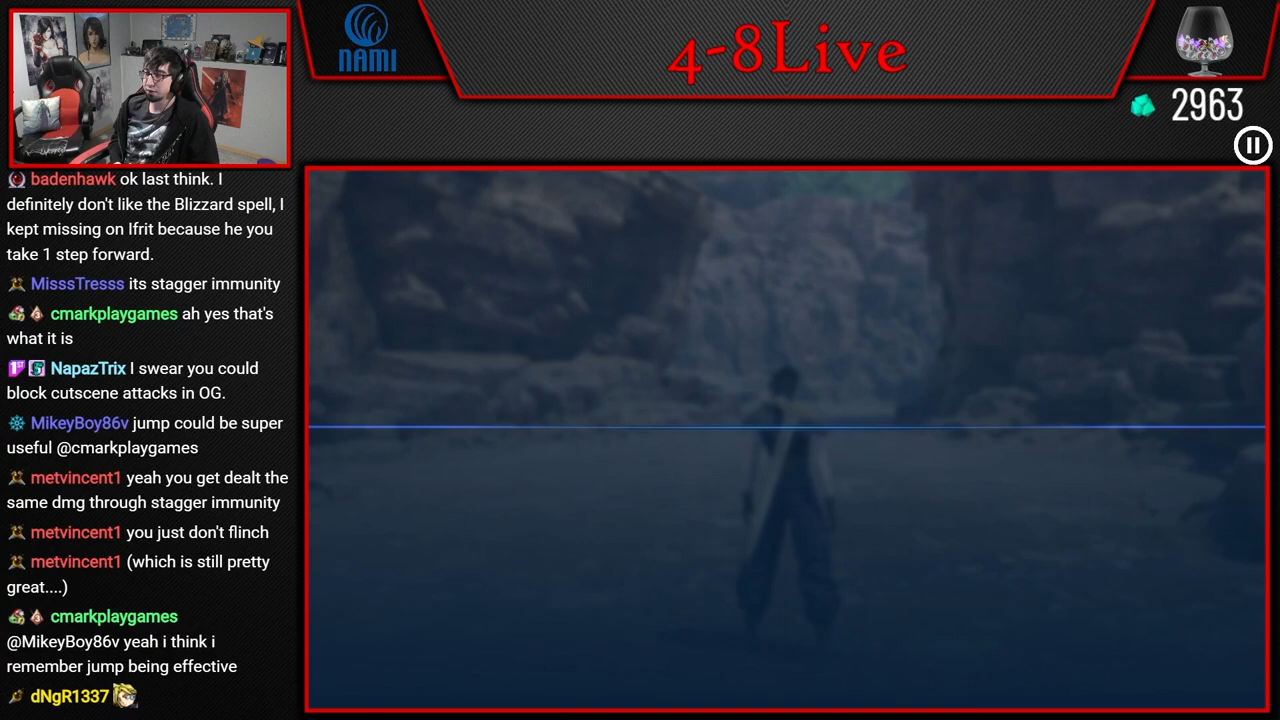 NAMI
4-8Live
2963
badenhawk ok last think. I
definitely don't like the Blizzard spell, I
kept missing on Ifrit because he you
take 1 step forward.
MisssTresss its stagger immunity
cmarkplaygames ah yes that's
what it is
1ST NapazTrix I swear you could
block cutscene attacks in OG.
MikeyBoy86v jump could be super
useful @cmarkplaygames
metvincent1 yeah you get dealt the
same dmg through stagger immunity
metvincent1 you just don't flinch
metvincent1 (which is still pretty
great....)
cmarkplaygames
@MikeyBoy86v yeah i think i
remember jump being effective
dNgR1337